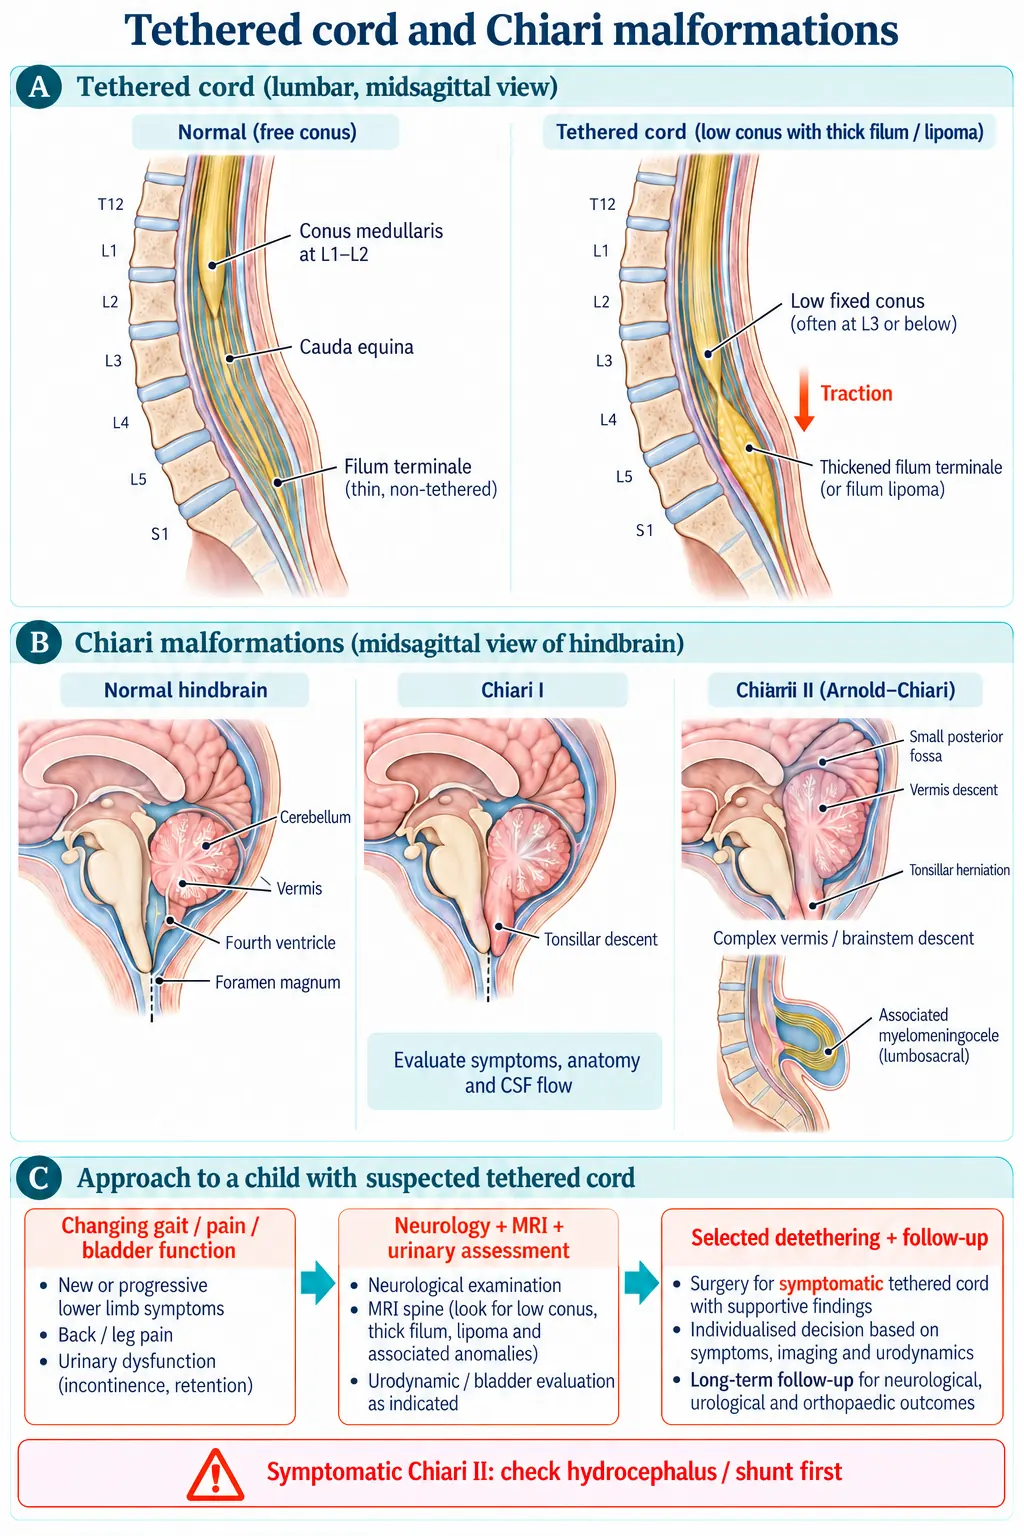 Tethered cord and Chiari malformations
A Tethered cord (lumbar, midsagittal view)
Normal (free conus)
T12
L1
L2
L3
L4
L5
S1
Conus medullaris
at L1–L2
Cauda equina
Filum terminale
(thin, non-tethered)
Tethered cord (low conus with thick filum / lipoma)
T12
L1
L2
L3
L4
L5
S1
Low fixed conus
(often at L3 or below)
Traction
Thickened filum terminale
(or filum lipoma)
B Chiari malformations (midsagittal view of hindbrain)
Normal hindbrain
Cerebellum
Vermis
Fourth ventricle
Foramen magnum
Chiari I
Tonsillar descent
Evaluate symptoms, anatomy
and CSF flow
Chiarrii II (Arnold–Chiari)
Small posterior
fossa
Vermis descent
Tonsillar herniation
Complex vermis / brainstem descent
Associated
myelomeningocele
(lumbosacral)
C Approach to a child with suspected tethered cord
Changing gait / pain /
bladder function
• New or progressive
lower limb symptoms
• Back / leg pain
• Urinary dysfunction
(incontinence, retention)
Neurology + MRI +
urinary assessment
• Neurological examination
• MRI spine (look for low conus,
thick filum, lipoma and
associated anomalies)
• Urodynamic / bladder evaluation
as indicated
Selected detethering + follow-up
• Surgery for symptomatic tethered cord
with supportive findings
• Individualised decision based on
symptoms, imaging and urodynamics
• Long-term follow-up for neurological,
urological and orthopaedic outcomes
Symptomatic Chiari II: check hydrocephalus / shunt first